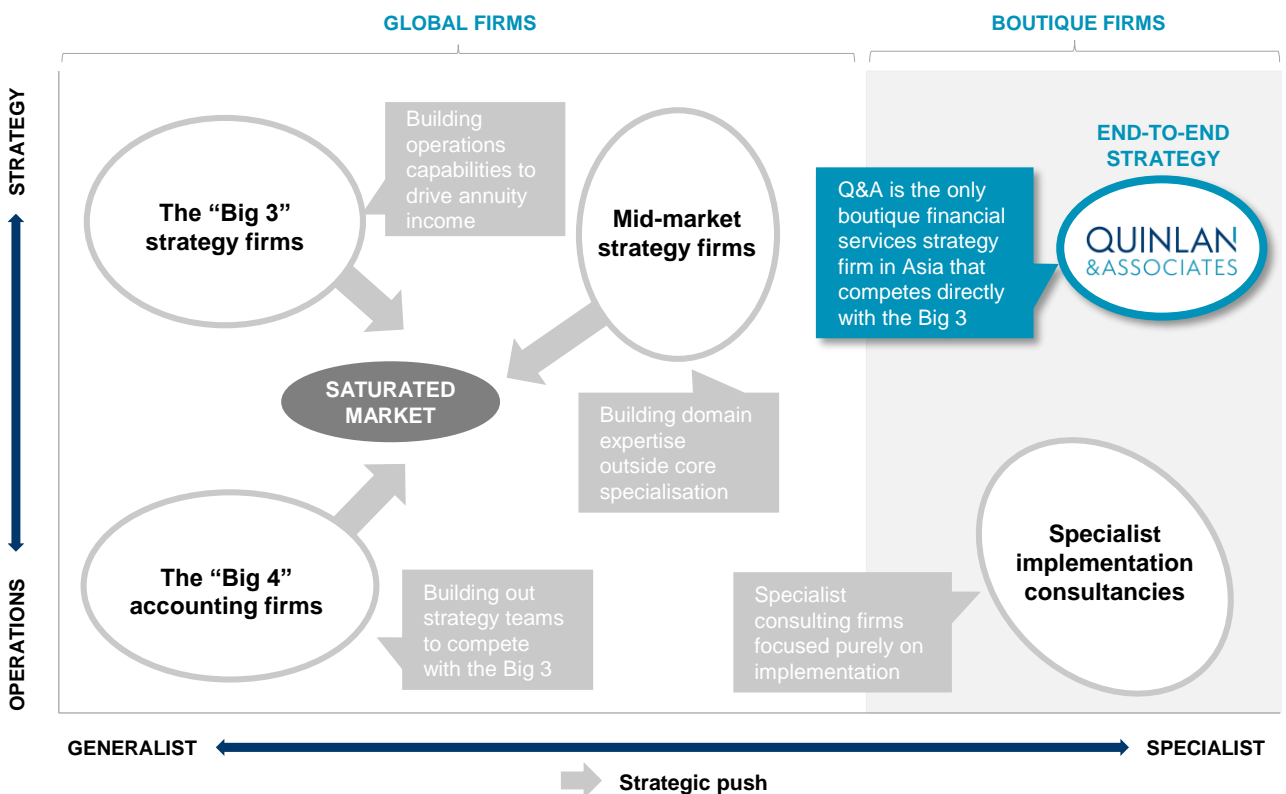 GLOBAL FIRMS
BOUTIQUE FIRMS
STRATEGY
OPERATIONS
The “Big 3”
strategy firms
Building
operations
capabilities to
drive annuity
income
Mid-market
strategy firms
Q&A is the only
boutique financial
services strategy
firm in Asia that
competes directly
with the Big 3
END-TO-END
STRATEGY
QUINLAN
&ASSOCIATES
SATURATED
MARKET
Building domain
expertise
outside core
specialisation
The “Big 4”
accounting firms
Building out
strategy teams
to compete
with the Big 3
Specialist
consulting firms
focused purely on
implementation
Specialist
implementation
consultancies
GENERALIST
SPECIALIST
Strategic push